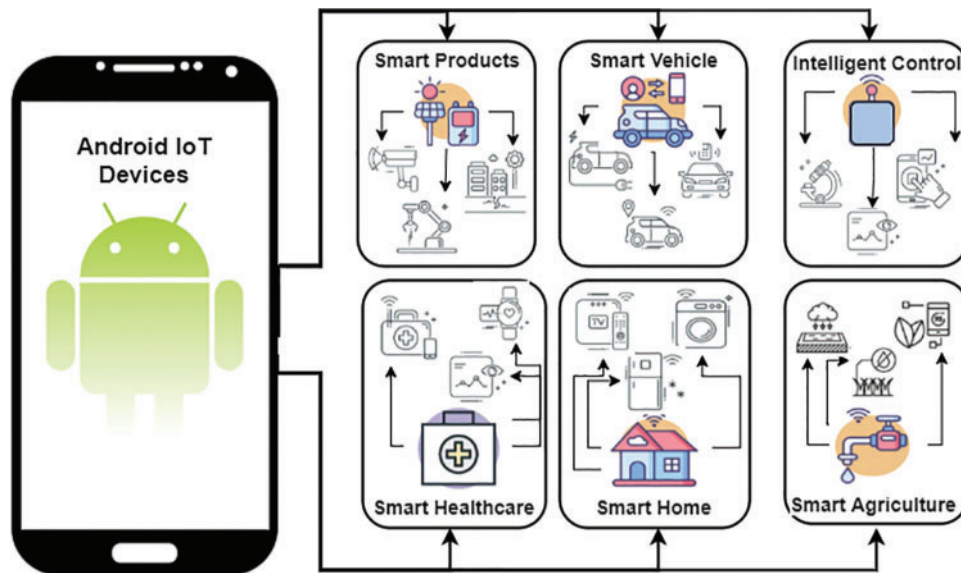 Android IoT
Devices
Smart Products
Smart Vehicle
Intelligent Control
TV
Smart Healthcare
Smart Home
Smart Agriculture